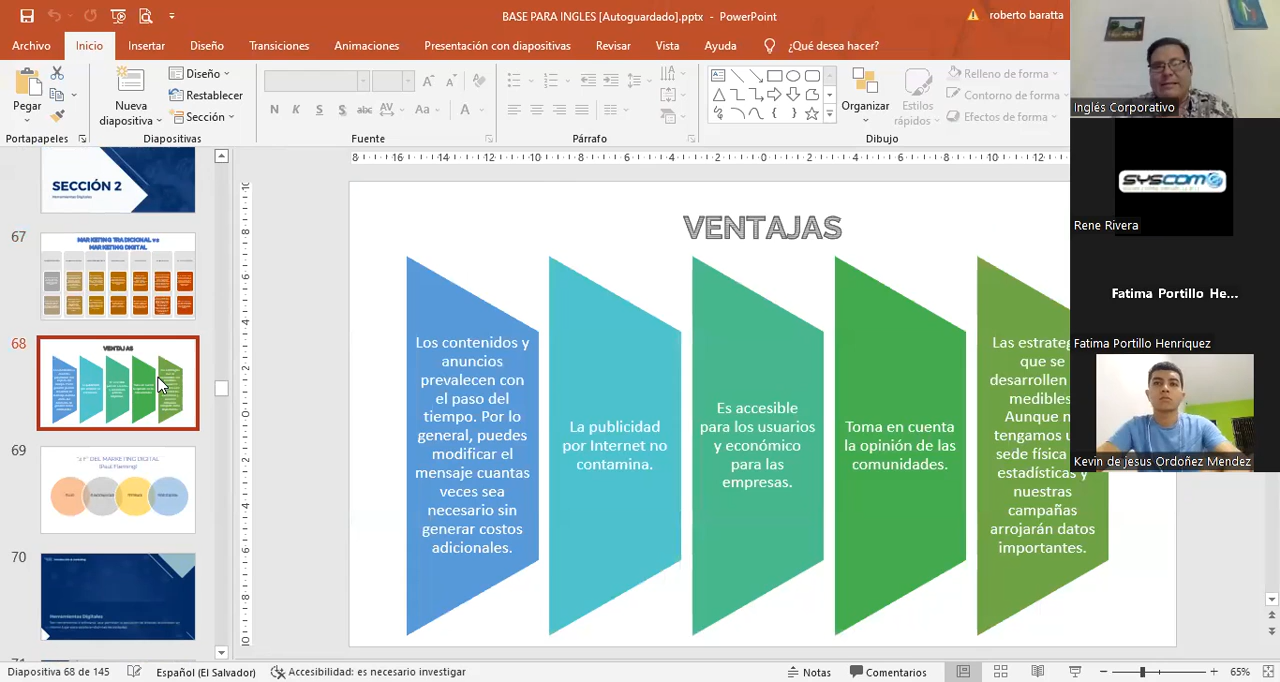 BASE PARA INGLES [Autoguardado].pptx - PowerPoint
roberto baratta
Archivo Inicio Insertar Diseño Transiciones Animaciones Presentación con diapositivas Revisar Vista Ayuda ¿Qué desea hacer?
Pegar
Nueva
diapositiva
Diseño
Restablecer
Sección
N K S S abc AV Aa A
Organizar
Estilos
rápidos
Relleno de forma
Contorno de forma
Efectos de forma
Portapapeles Diapositivas Fuente Párrafo Dibujo
Inglés Corporativo
SYSCOM
Rene Rivera
Fatima Portillo He...
Fatima Portillo Henriquez
Kevin de jesus Ordoñez Mendez
SECCIÓN 2
Herramientas Digitales
67
MARKETING TRADICIONAL vs
MARKETING DIGITAL
68
VENTAJAS
69
"4 F" DEL MARKETING DIGITAL
(Paul Fleming)
70
Herramientas Digitales
VENTAJAS
Los contenidos y
anuncios
prevalecen con
el paso del
tiempo. Por lo
general, puedes
modificar el
mensaje cuantas
veces sea
necesario sin
generar costos
adicionales.
La publicidad
por Internet no
contamina.
Es accesible
para los usuarios
y económico
para las
empresas.
Toma en cuenta
la opinión de las
comunidades.
Las
que se
desarrollen
medibles
Aunque
tengamos
sede física
estadísticas y
nuestras
campañas
arrojarán datos
importantes.
Diapositiva 68 de 145 Español (El Salvador) Accesibilidad: es necesario investigar Notas Comentarios 65%